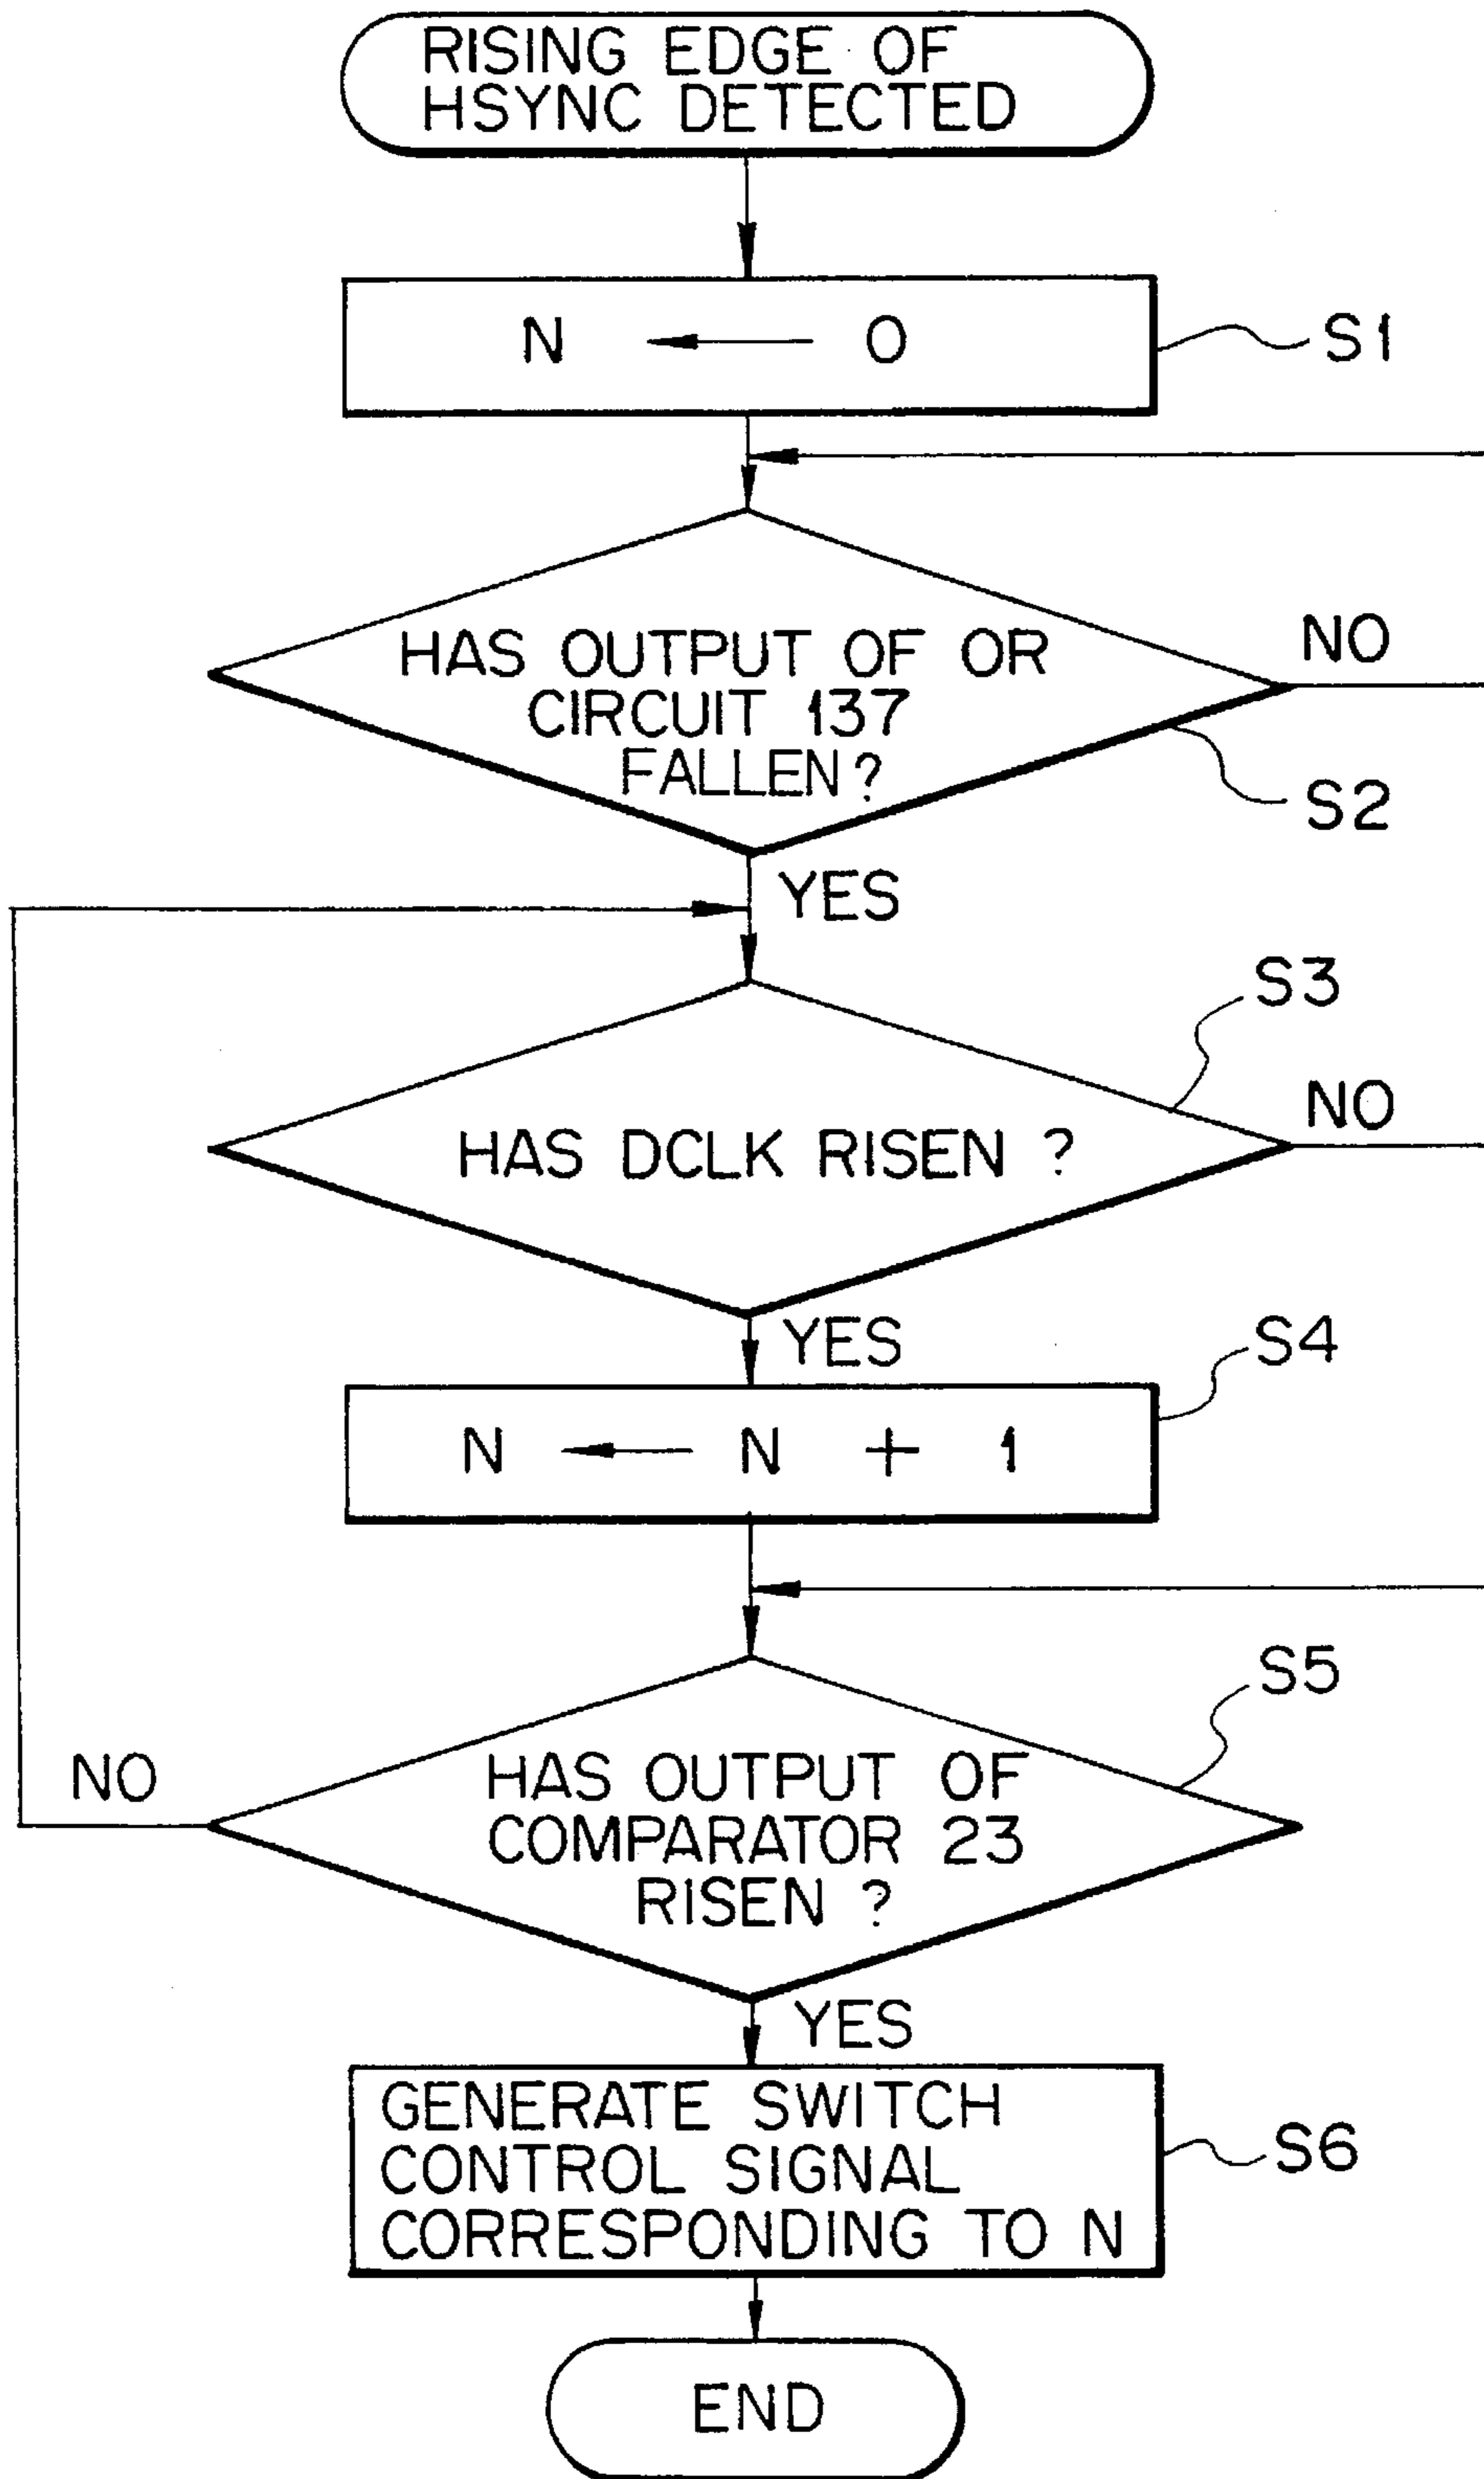 RISING EDGE OF
HSYNC DETECTED
N ← 0
S1
HAS OUTPUT OF OR
CIRCUIT 137
FALLEN?
NO
S2
YES
S3
HAS DCLK RISEN ?
NO
YES
S4
N ← N + 1
S5
HAS OUTPUT OF
COMPARATOR 23
RISEN ?
NO
YES
GENERATE SWITCH
CONTROL SIGNAL
CORRESPONDING TO N
S6
END